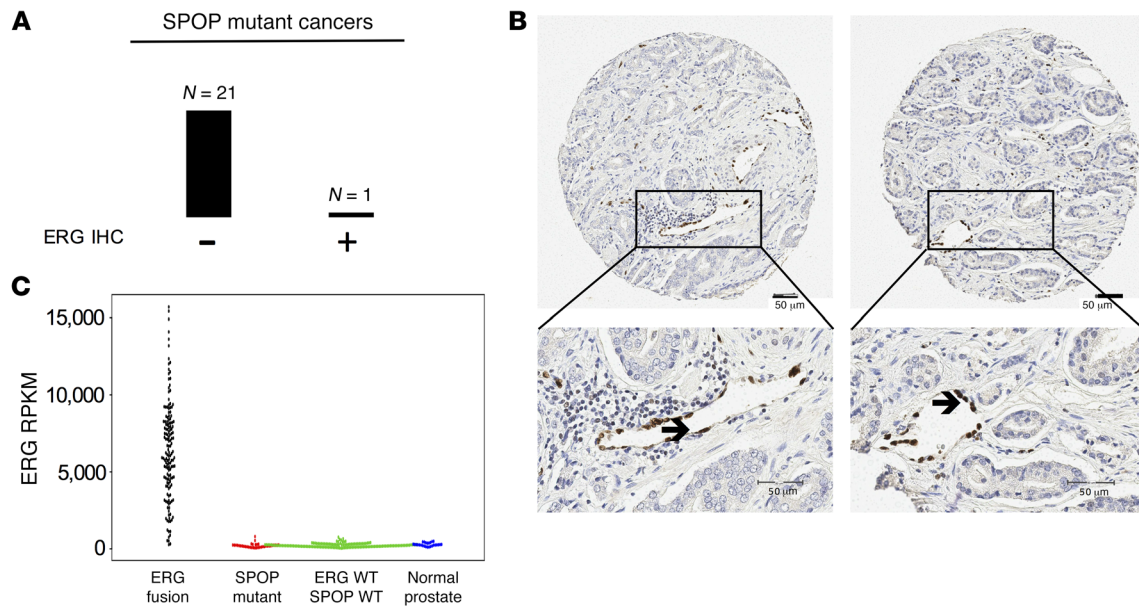 A
SPOP mutant cancers
N = 21
N = 1
ERG IHC
−
+
B
50 μm
50 μm
50 μm
50 μm
C
ERG RPKM
15,000
10,000
5,000
0
ERG
fusion
SPOP
mutant
ERG WT
SPOP WT
Normal
prostate